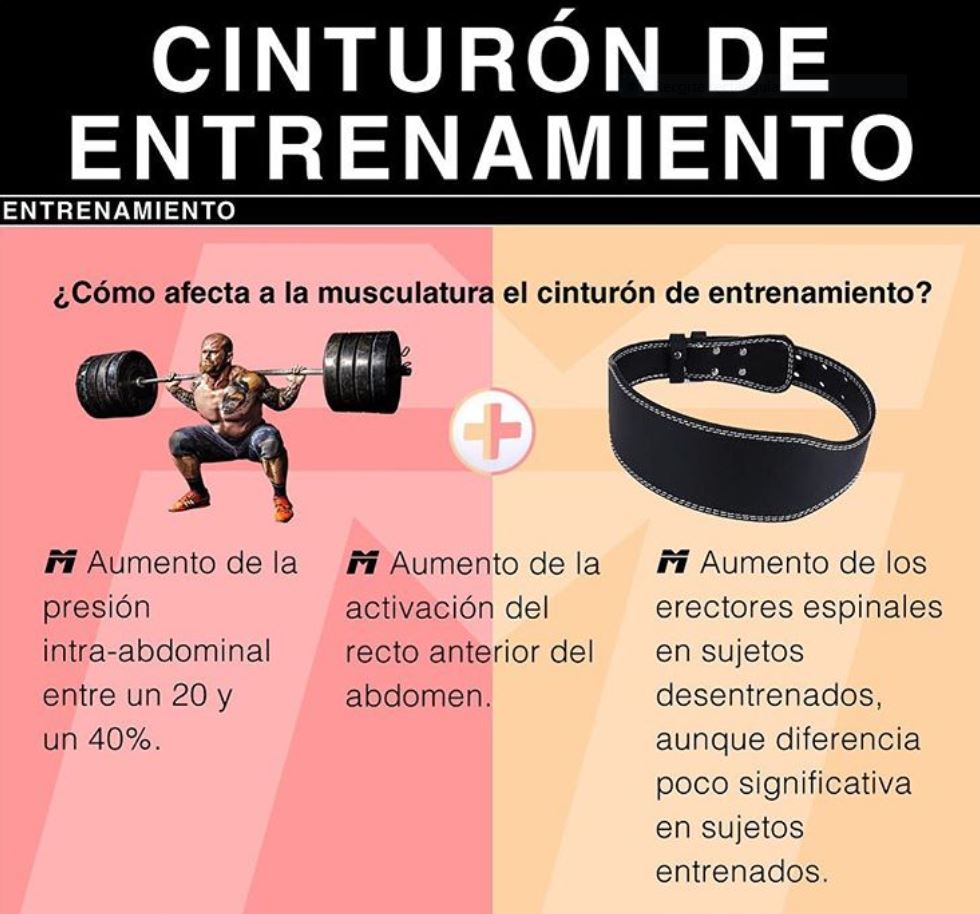 CINTURÓN DE
ENTRENAMIENTO
ENTRENAMIENTO
¿Cómo afecta a la musculatura el cinturón de entrenamiento?
Aumento de la
presión
intra-abdominal
entre un 20 y
un 40%.
Aumento de la
activación del
recto anterior del
abdomen.
Aumento de los
erectores espinales
en sujetos
desentrenados,
aunque diferencia
poco significativa
en sujetos
entrenados.